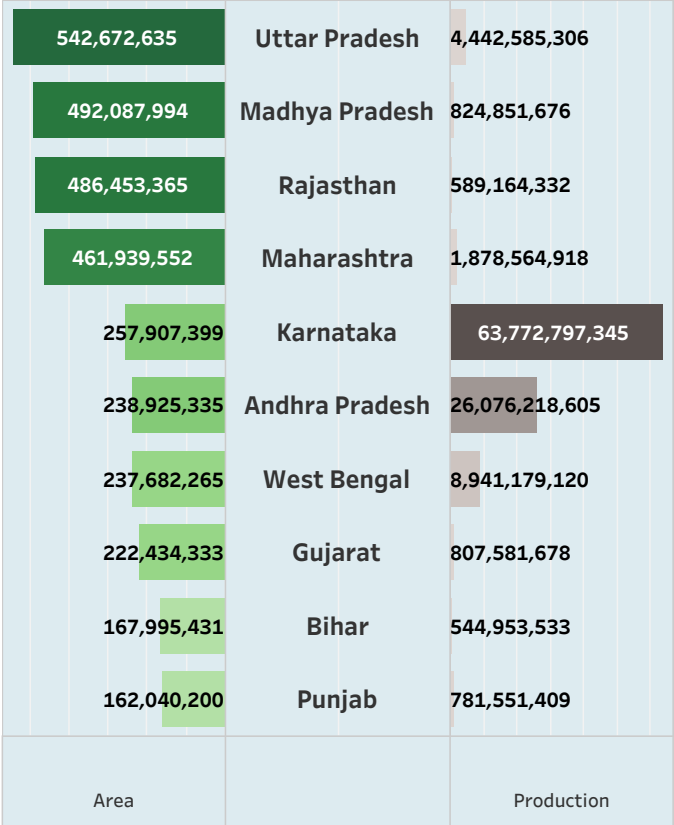 542,672,635 Uttar Pradesh 4,442,585,306
492,087,994 Madhya Pradesh 824,851,676
486,453,365 Rajasthan 589,164,332
461,939,552 Maharashtra 1,878,564,918
257,907,399 Karnataka 63,772,797,345
238,925,335 Andhra Pradesh 26,076,218,605
237,682,265 West Bengal 8,941,179,120
222,434,333 Gujarat 807,581,678
167,995,431 Bihar 544,953,533
162,040,200 Punjab 781,551,409
Area Production